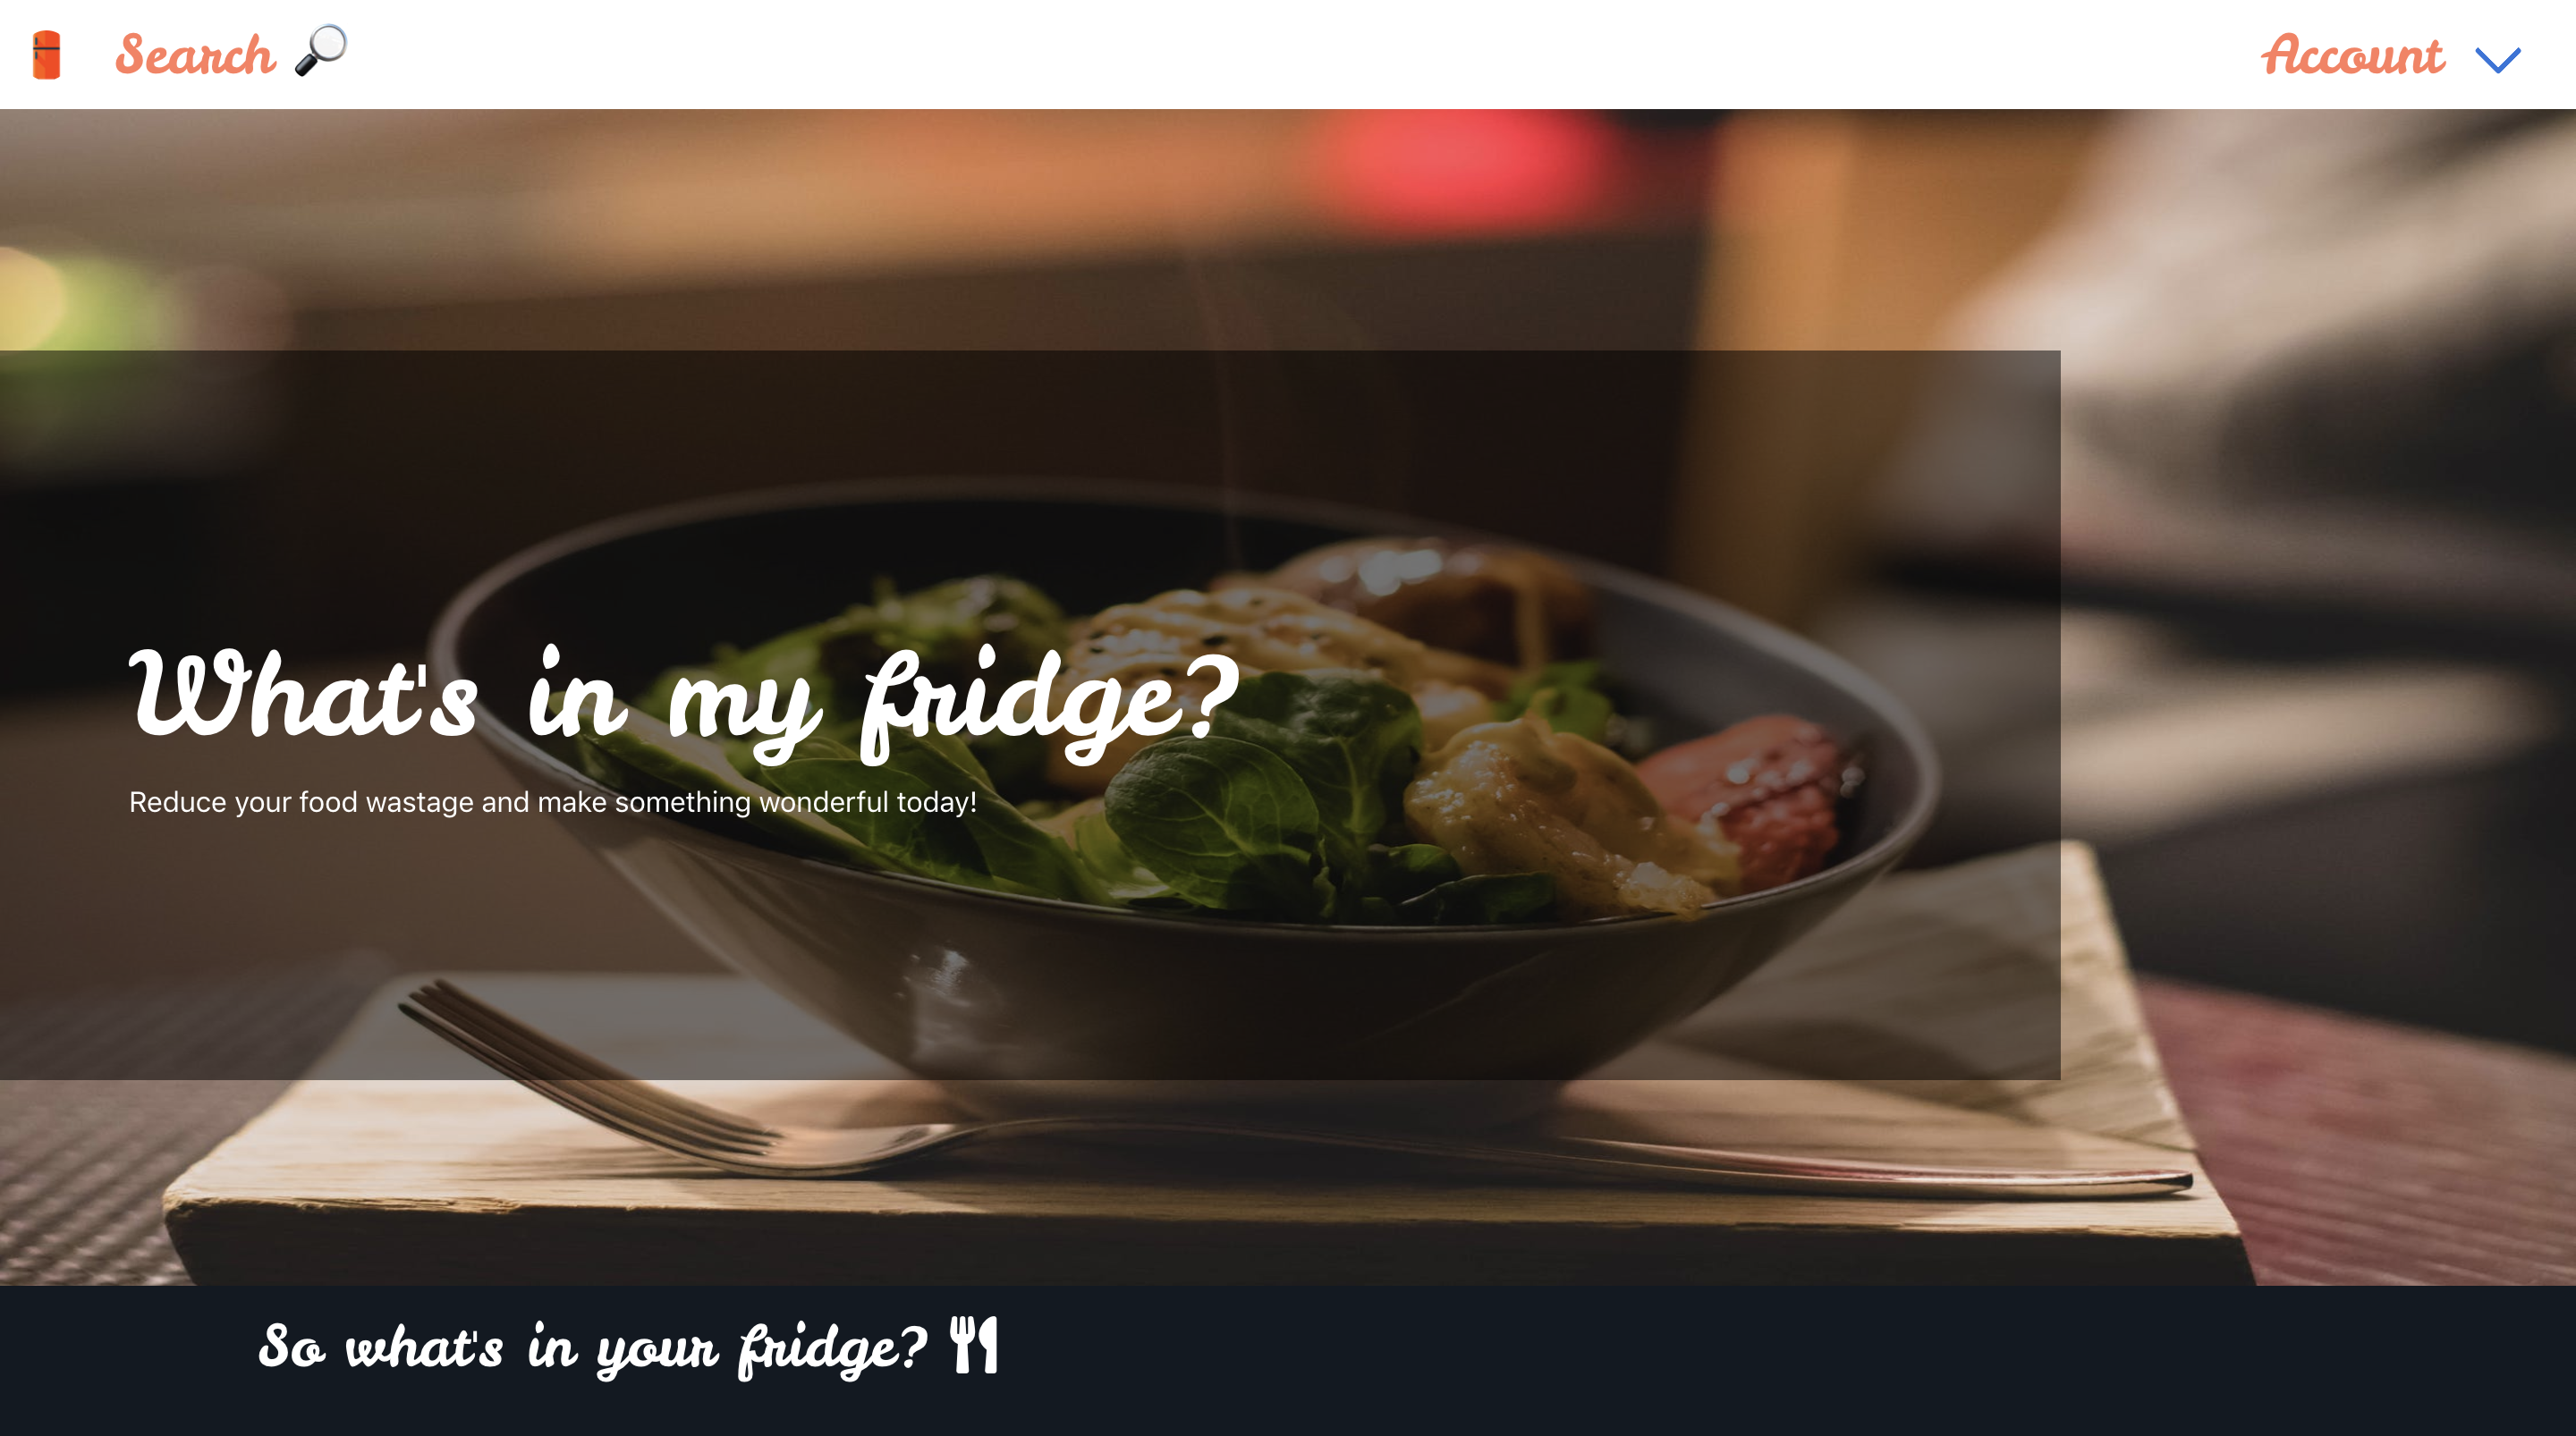 Search
Account
What's in my fridge?
Reduce your food wastage and make something wonderful today!
So what's in your fridge?